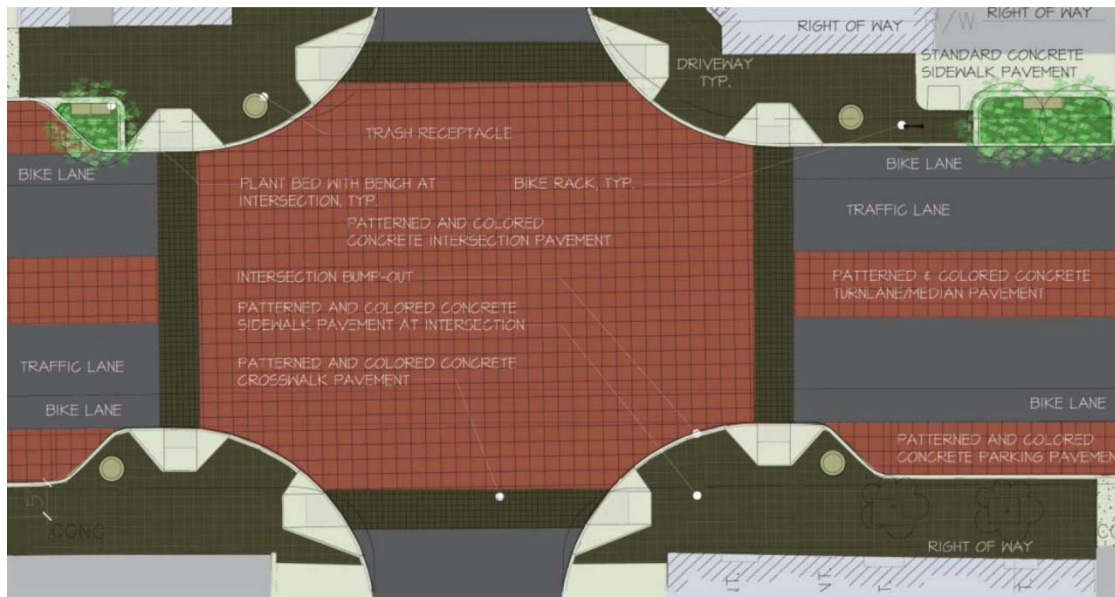 RIGHT OF WAY
RIGHT OF WAY
/W
DRIVEWAY
TYP.
STANDARD CONCRETE
SIDEWALK PAVEMENT
TRASH RECEPTACLE
BIKE LANE
BIKE LANE
PLANT BED WITH BENCH AT
INTERSECTION, TYP.
BIKE RACK, TYP.
TRAFFIC LANE
PATTERNED AND COLORED
CONCRETE INTERSECTION PAVEMENT
INTERSECTION BUMP-OUT
PATTERNED & COLORED CONCRETE
TURNLANE/MEDIAN PAVEMENT
PATTERNED AND COLORED CONCRETE
SIDEWALK PAVEMENT AT INTERSECTION
TRAFFIC LANE
PATTERNED AND COLORED CONCRETE
CROSSWALK PAVEMENT
BIKE LANE
BIKE LANE
PATTERNED AND COLORED
CONCRETE PARKING PAVEMEN
CONC
RIGHT OF WAY